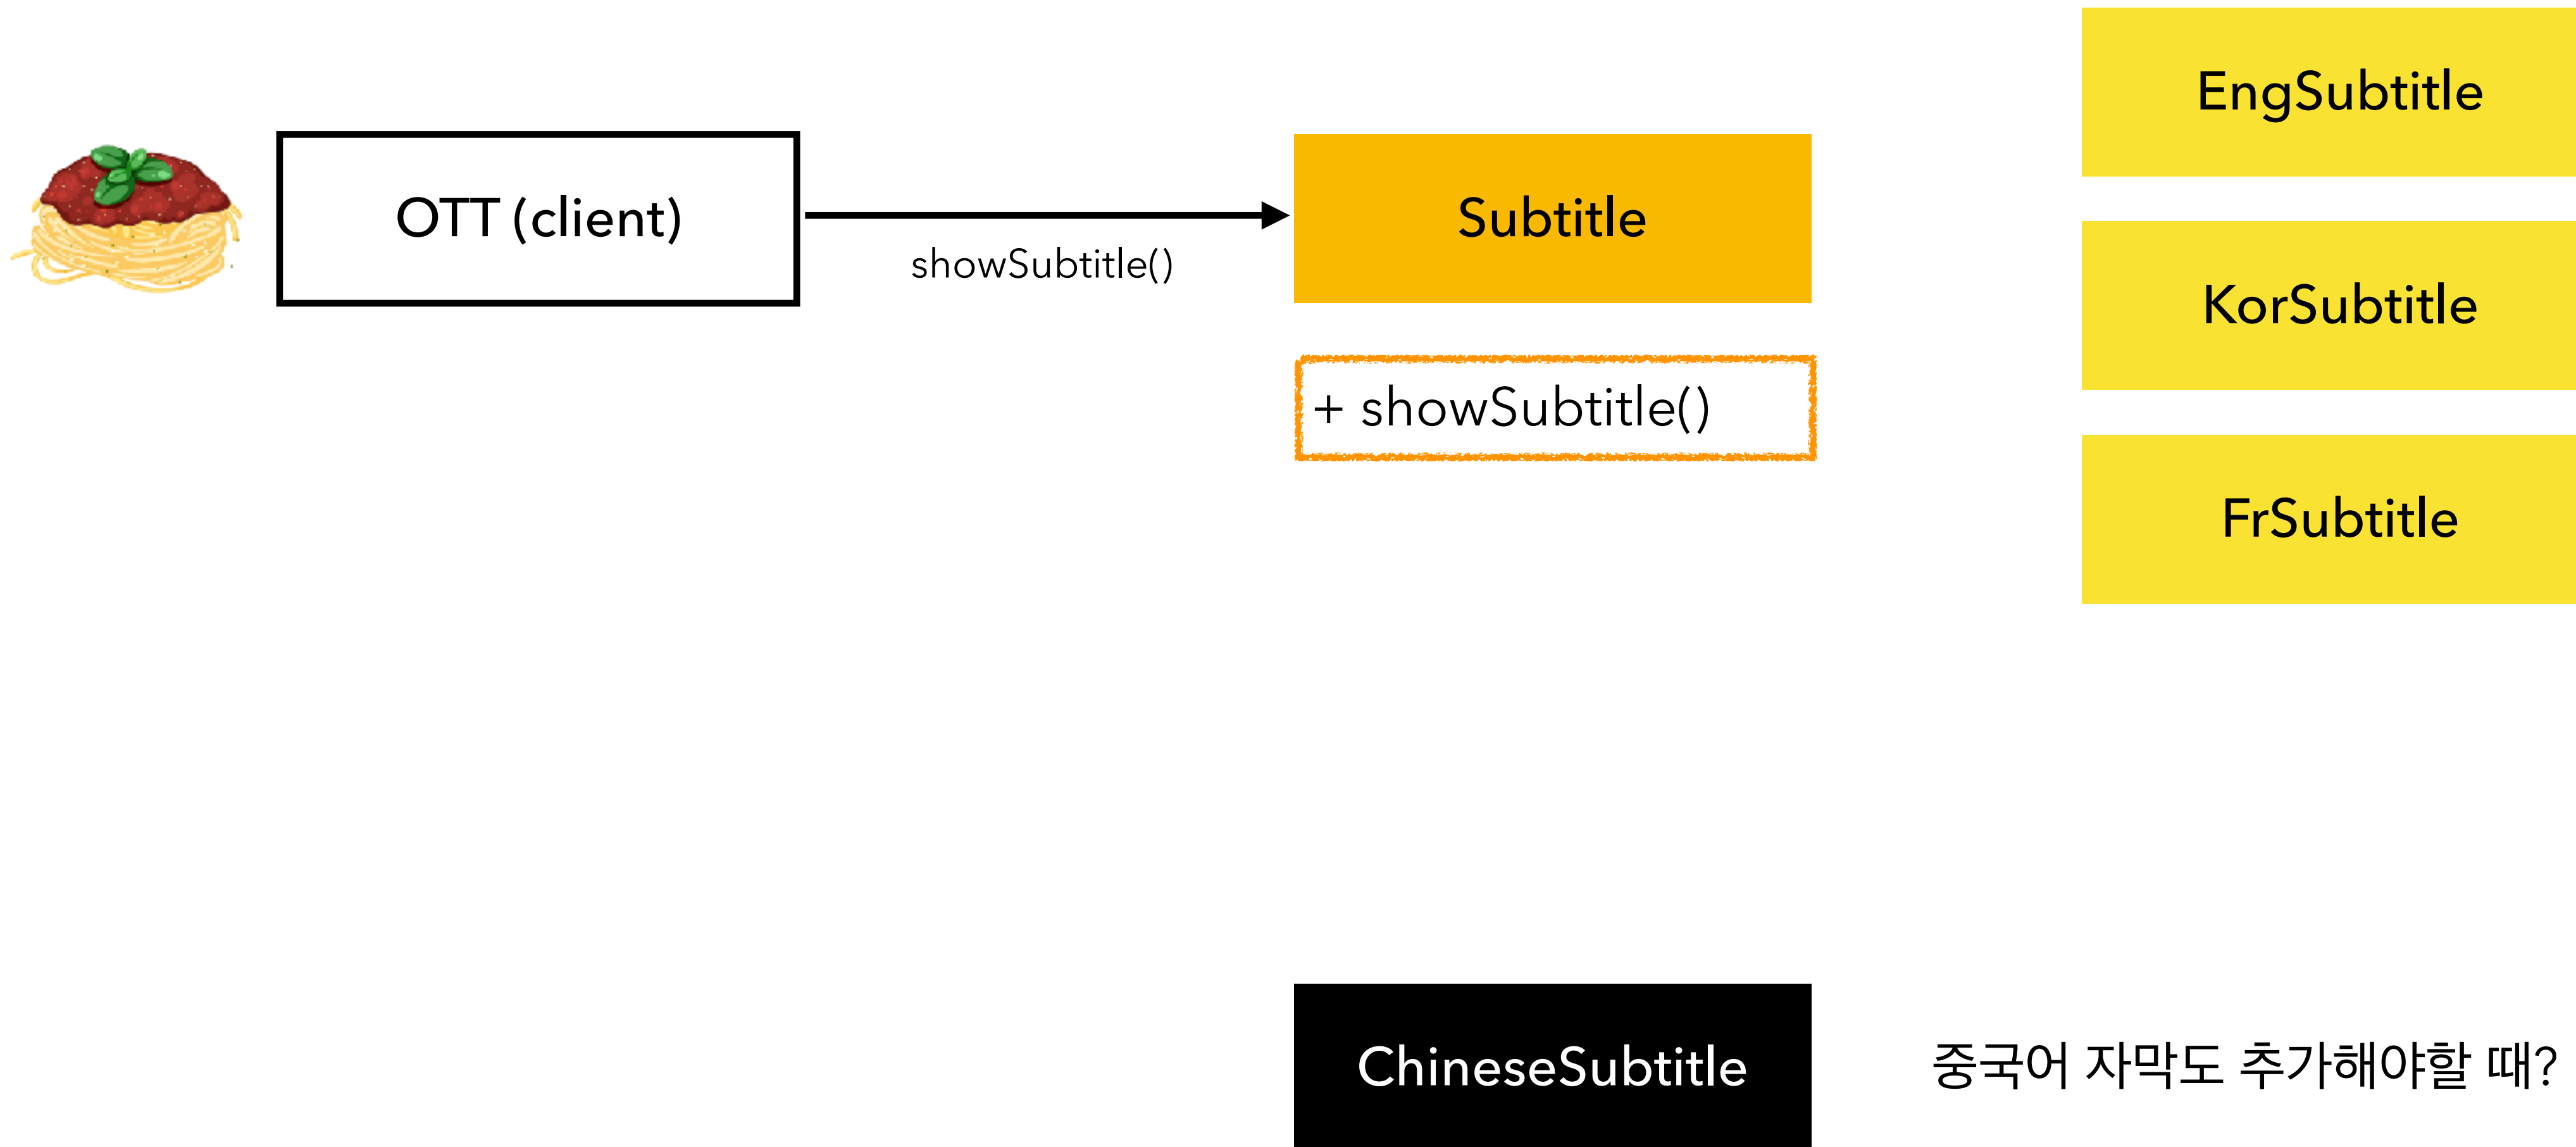 OTT (client)
showSubtitle()
Subtitle
+ showSubtitle()
EngSubtitle
KorSubtitle
FrSubtitle
ChineseSubtitle
중국어 자막도 추가해야할 때?